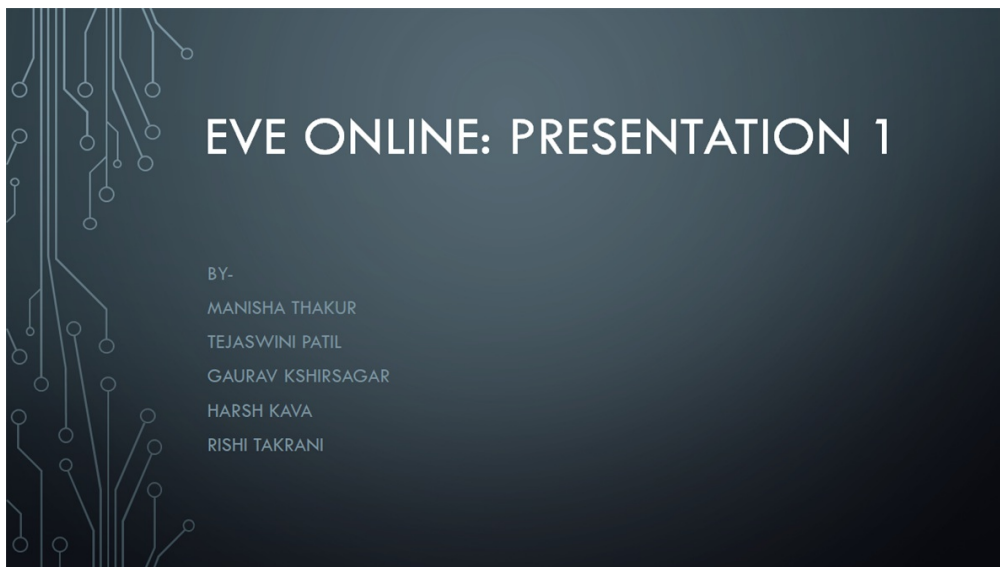 EVE ONLINE: PRESENTATION 1
BY-
MANISHA THAKUR
TEJASWINI PATIL
GAURAV KSHIRSAGAR
HARSH KAVA
RISHI TAKRANI